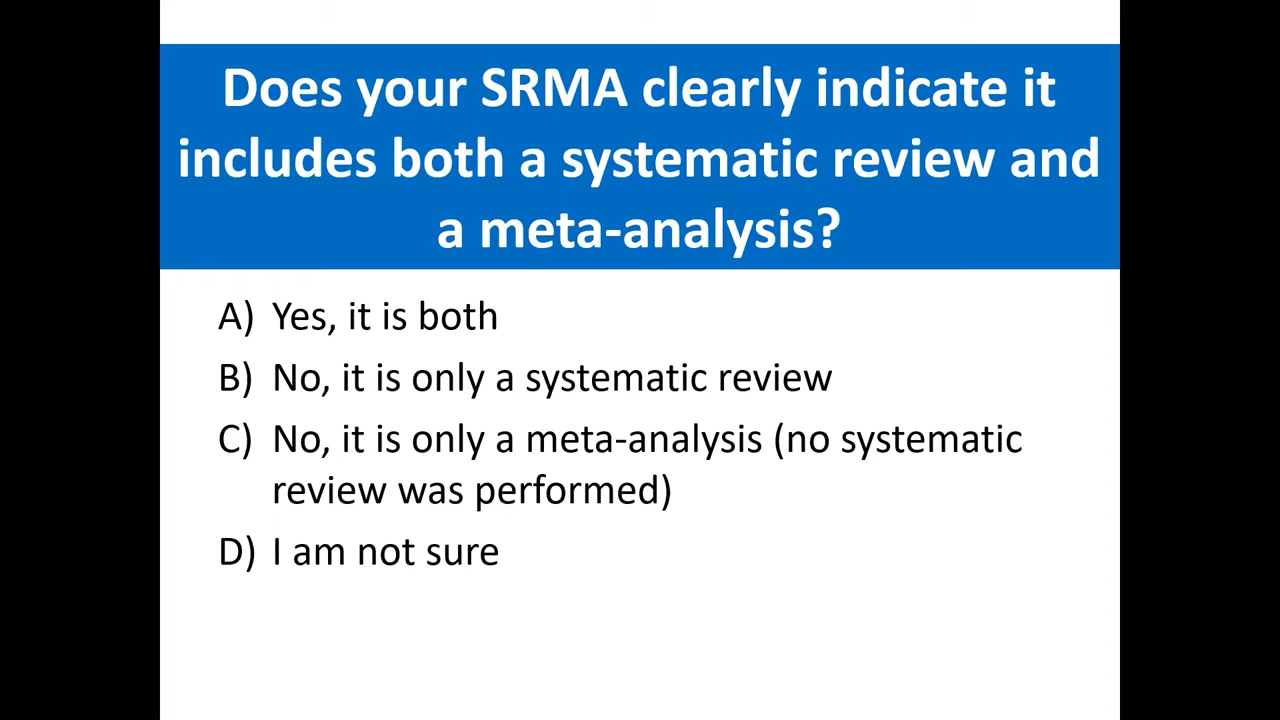 Does your SRMA clearly indicate it
includes both a systematic review and
a meta-analysis?
A) Yes, it is both
B) No, it is only a systematic review
C) No, it is only a meta-analysis (no systematic
review was performed)
D) I am not sure